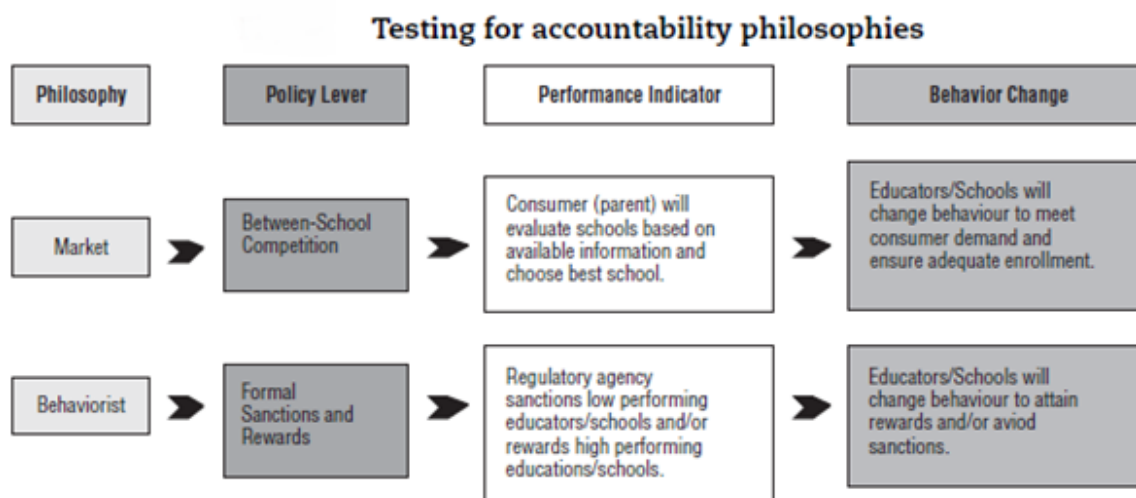 Testing for accountability philosophies
Philosophy
Policy Lever
Performance Indicator
Behavior Change
Market
Between-School
Competition
Consumer (parent) will
evaluate schools based on
available information and
choose best school.
Educators/Schools will
change behaviour to meet
consumer demand and
ensure adequate enrollment.
Behaviorist
Formal
Sanctions and
Rewards
Regulatory agency
sanctions low performing
educators/schools and/or
rewards high performing
educations/schools.
Educators/Schools will
change behaviour to attain
rewards and/or aviod
sanctions.